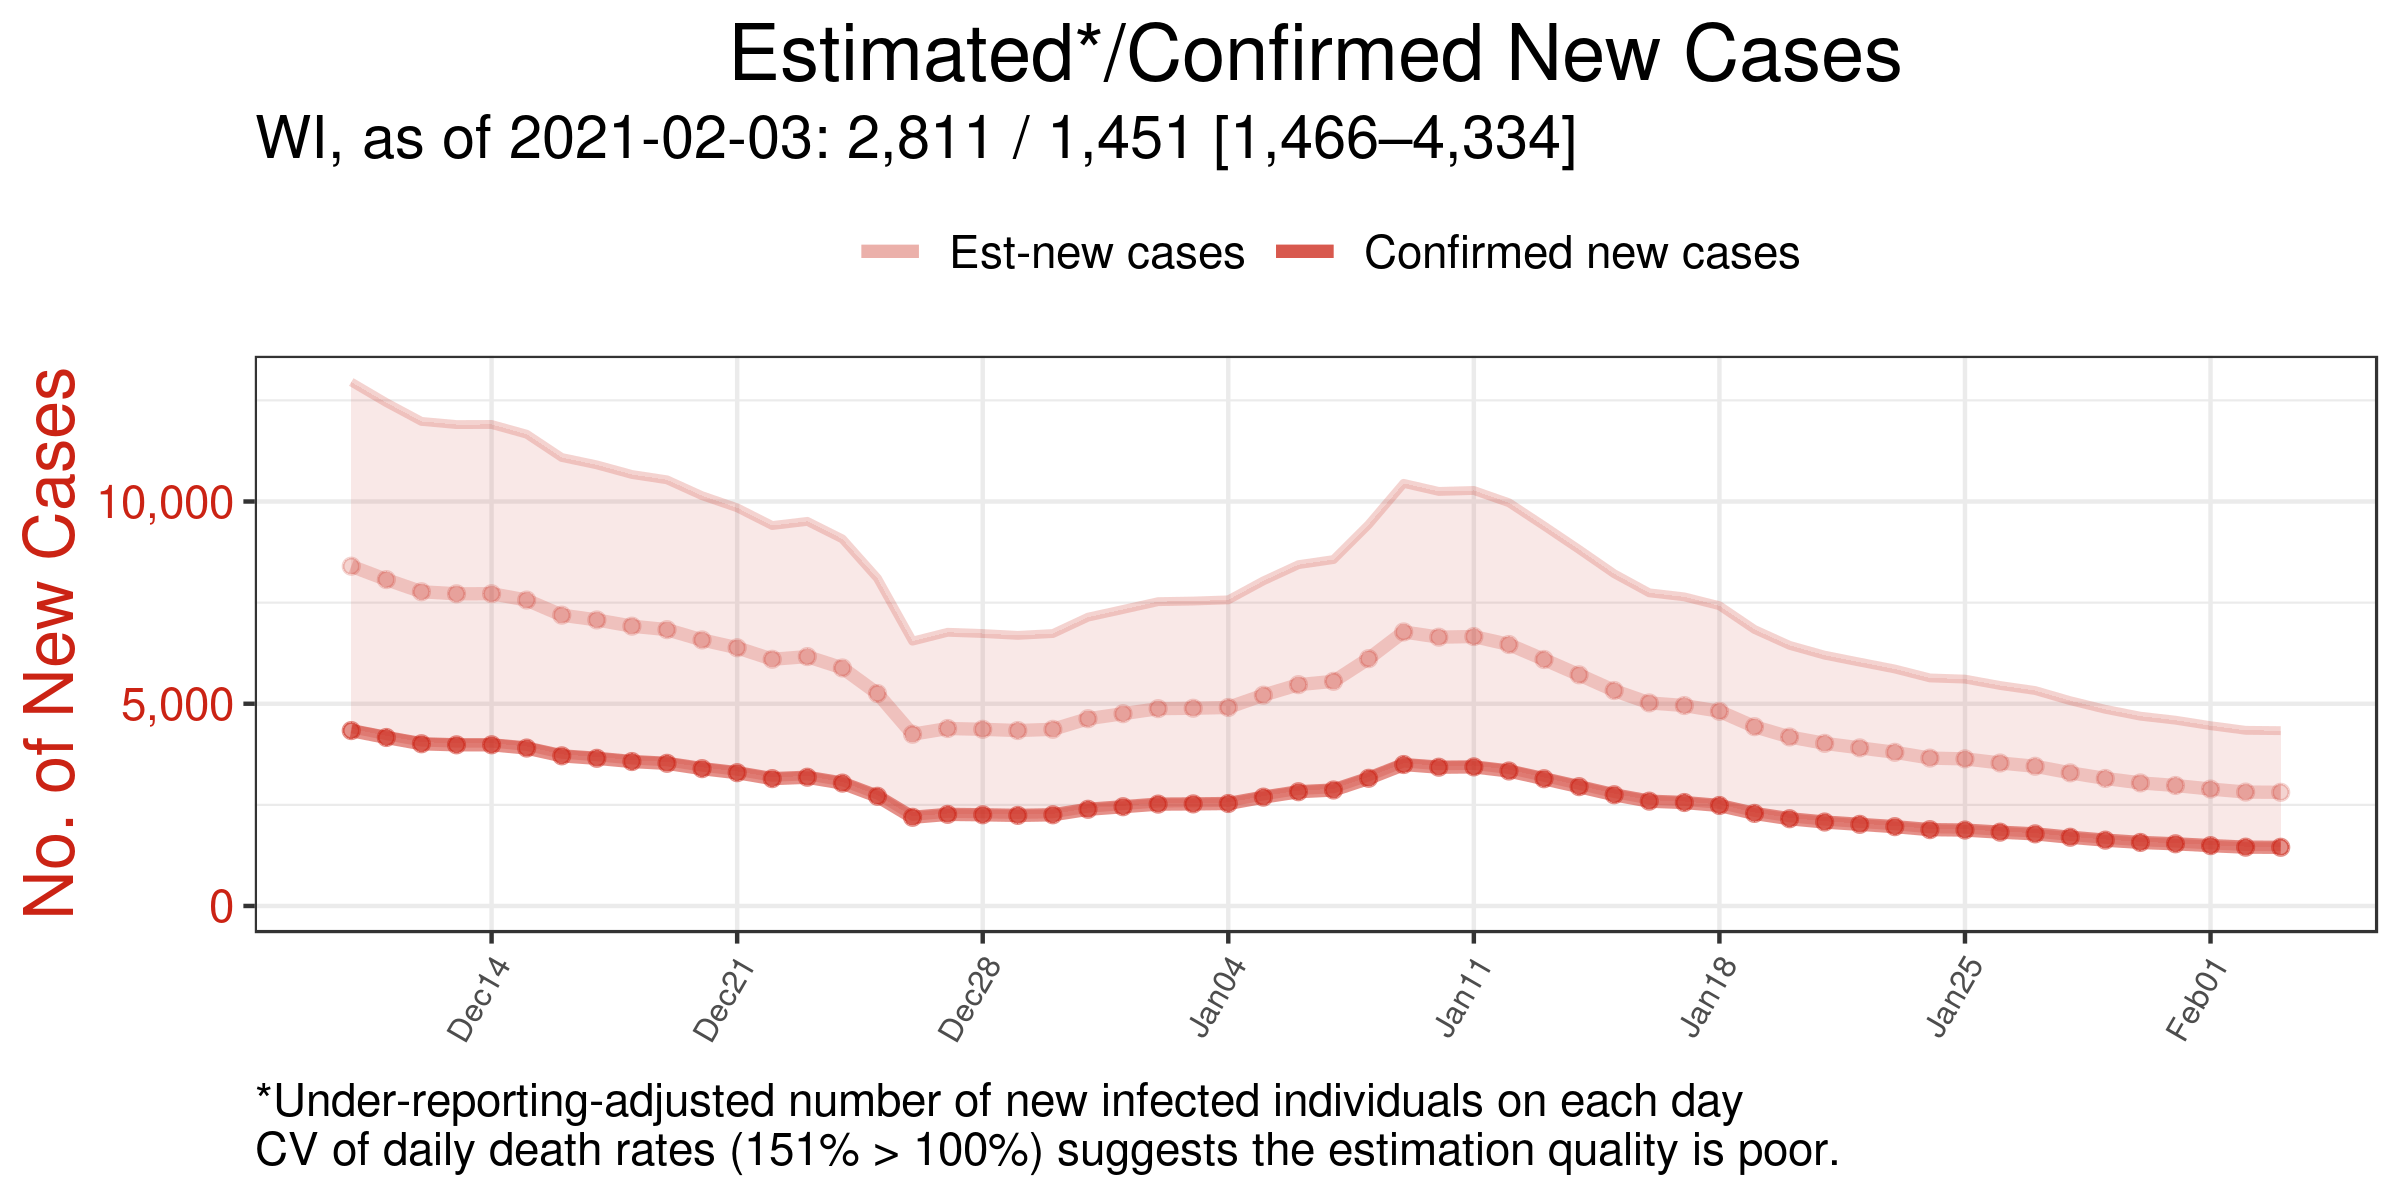 Estimated*/Confirmed New Cases
WI, as of 2021-02-03: 2,811 / 1,451 [1,466–4,334]
Est-new cases
Confirmed new cases
No. of New Cases
10,000
5,000
0
Dec14
Dec21
Dec28
Jan04
Jan11
Jan18
Jan25
Feb01
*Under-reporting-adjusted number of new infected individuals on each day
CV of daily death rates (151% > 100%) suggests the estimation quality is poor.